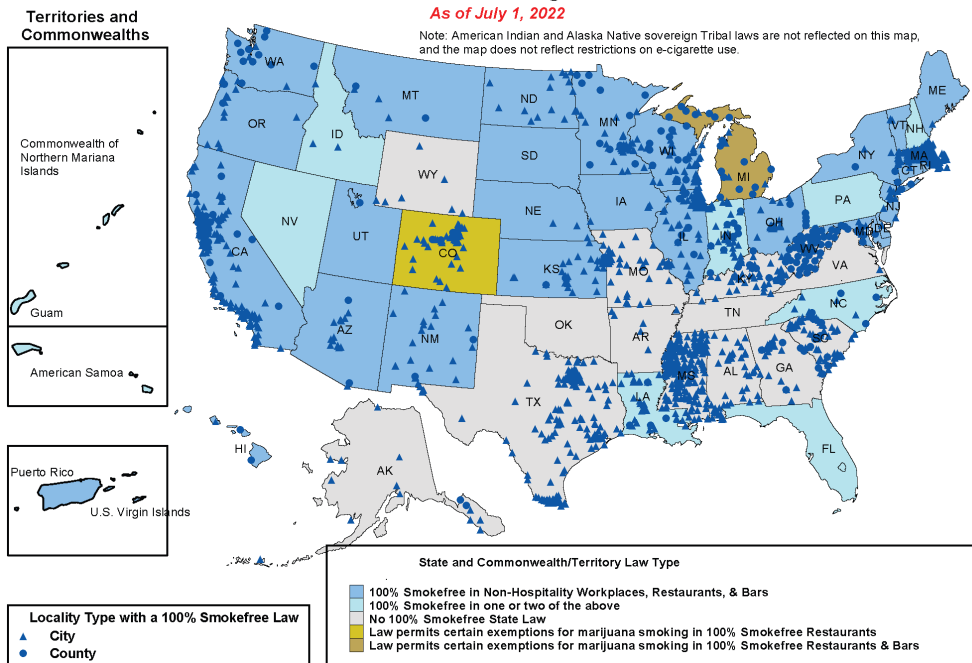 Territories and
Commonwealths
As of July 1, 2022
Note: American Indian and Alaska Native sovereign Tribal laws are not reflected on this map,
and the map does not reflect restrictions on e-cigarette use.
Commonwealth of
Northern Mariana
Islands
Guam
American Samoa
Puerto Rico
U.S. Virgin Islands
WA
MT
ND
MN
ME
VT
NH
OR
ID
SD
WI
NY
MA
CT
RI
WY
MI
PA
NJ
NV
NE
IA
IL
IN
OH
MD
DE
CA
UT
CO
KS
MO
KY
WV
VA
AZ
NM
OK
AR
TN
NC
SC
TX
LA
MS
AL
GA
FL
HI
AK
State and Commonwealth/Territory Law Type
100% Smokefree in Non-Hospitality Workplaces, Restaurants, & Bars
100% Smokefree in one or two of the above
No 100% Smokefree State Law
Law permits certain exemptions for marijuana smoking in 100% Smokefree Restaurants
Law permits certain exemptions for marijuana smoking in 100% Smokefree Restaurants & Bars
Locality Type with a 100% Smokefree Law
City
County